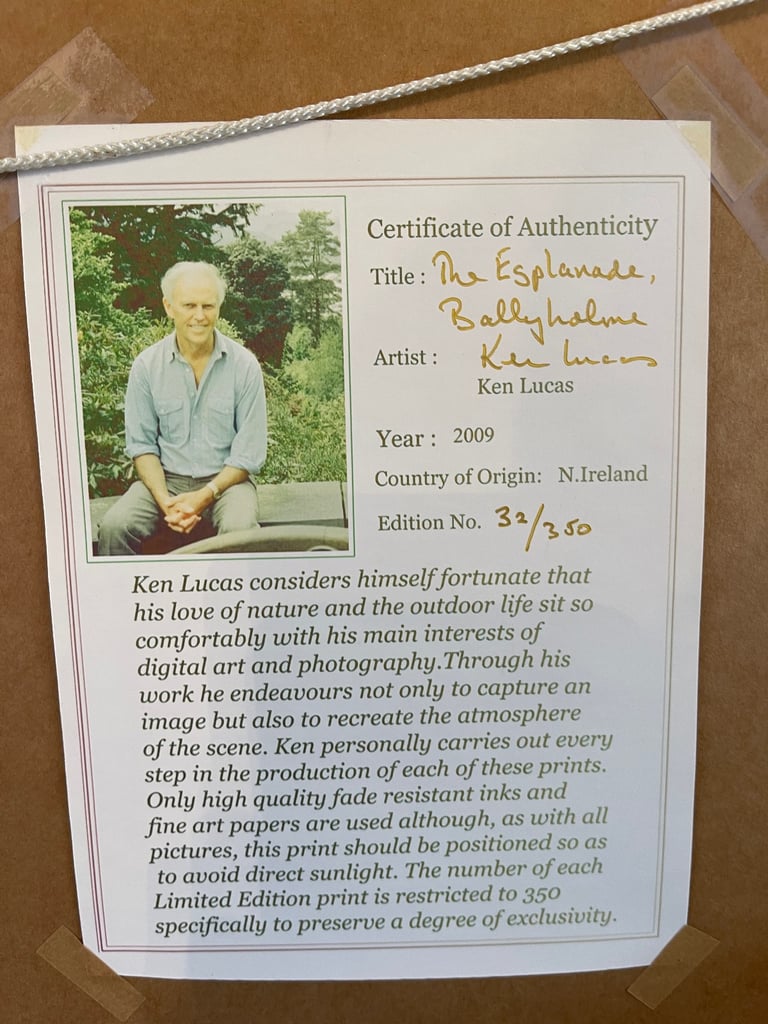 Certificate of Authenticity
Title : The Esplanade,
Ballyholme
Artist : Ken Lucas
Ken Lucas
Year : 2009
Country of Origin: N.Ireland
Edition No. 32/350
Ken Lucas considers himself fortunate that
his love of nature and the outdoor life sit so
comfortably with his main interests of
digital art and photography.Through his
work he endeavours not only to capture an
image but also to recreate the atmosphere
of the scene. Ken personally carries out every
step in the production of each of these prints.
Only high quality fade resistant inks and
fine art papers are used although, as with all
pictures, this print should be positioned so as
to avoid direct sunlight. The number of each
Limited Edition print is restricted to 350
specifically to preserve a degree of exclusivity.